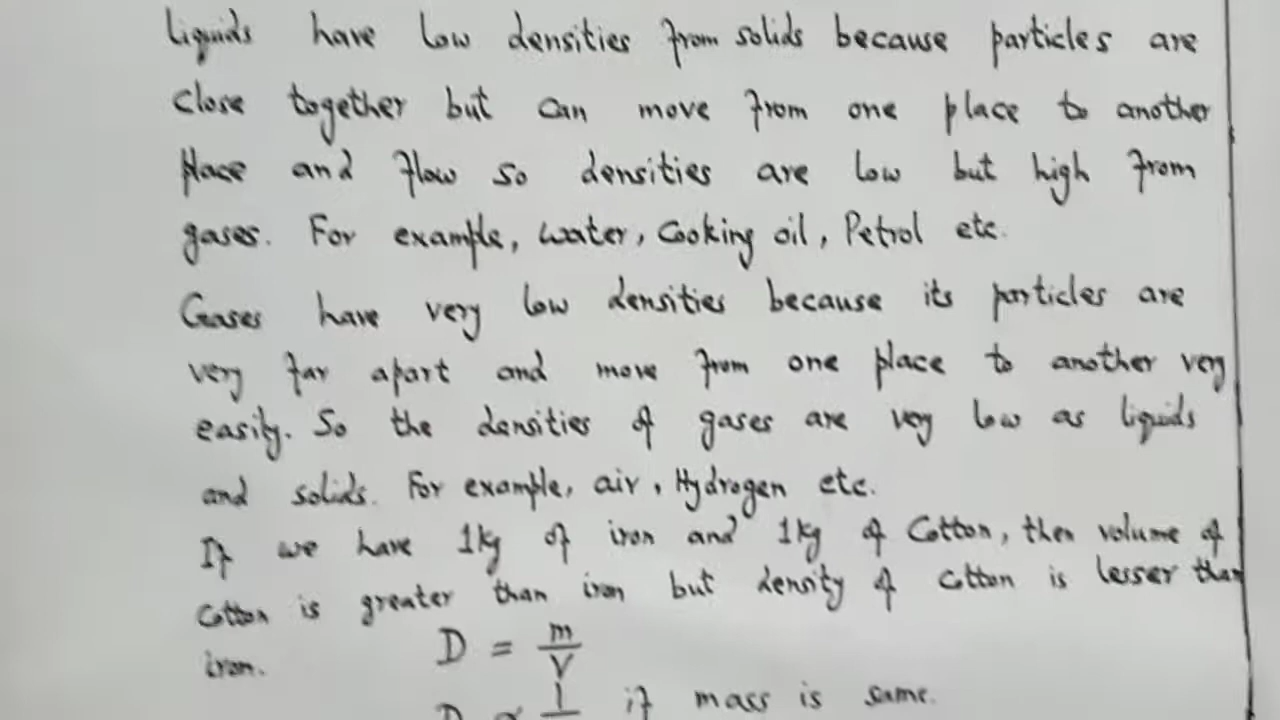 Liquids have low densities from solids because particles are
close together but can move from one place to another
place and flow so densities are low but high from
gases. For example, water, Cooking oil, Petrol etc.
Gases have very low densities because its particles are
very far apart and move from one place to another very
easily. So the densities of gases are very low as liquids
and solids. For example, air, Hydrogen etc.
If we have 1kg of iron and 1kg of Cotton, then volume of
Cotton is greater than iron but density of cotton is lesser than
iron.
D = m/V
D ∝ 1/ if mass is same.